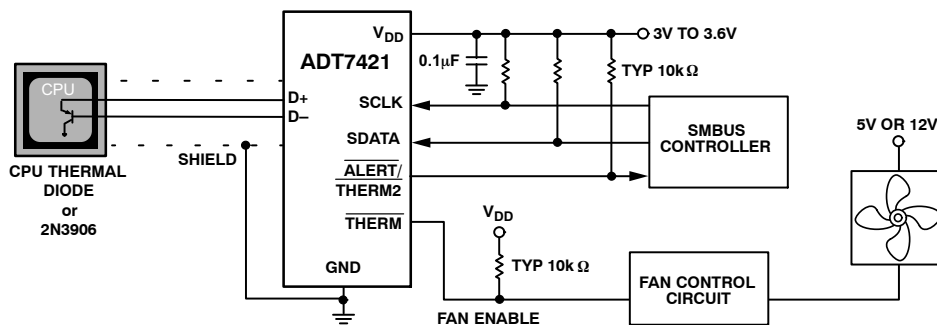 VDD
ADT7421
3V TO 3.6V
0.1μF
TYP 10kΩ
CPU
D+
D–
SCLK
SDATA
SMBUS
CONTROLLER
5V OR 12V
SHIELD
CPU THERMAL
DIODE
or
2N3906
ALERT/
THERM2
THERM
VDD
TYP 10kΩ
GND
FAN ENABLE
FAN CONTROL
CIRCUIT